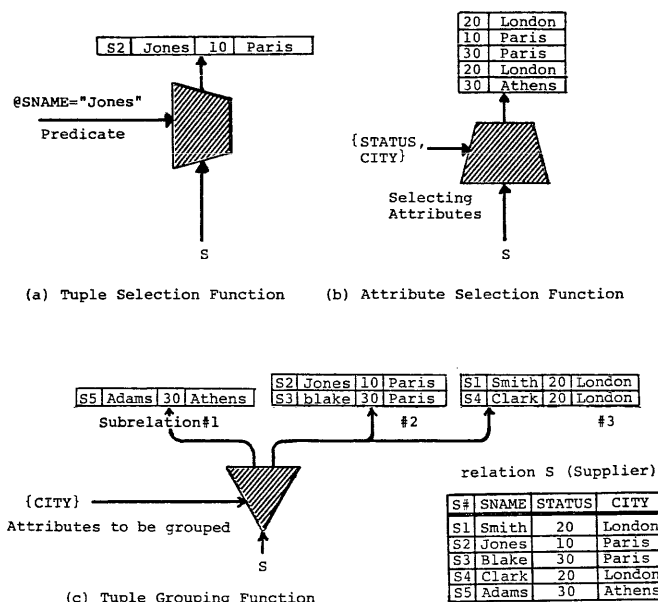 S2 Jones 10 Paris
@SNAME="Jones"
Predicate
S
(a) Tuple Selection Function
20 London
10 Paris
30 Paris
20 London
30 Athens
{STATUS,
CITY}
Selecting
Attributes
S
(b) Attribute Selection Function
S5 Adams 30 Athens
Subrelation#1
S2 Jones 10 Paris
S3 blake 30 Paris
#2
S1 Smith 20 London
S4 Clark 20 London
#3
{CITY}
Attributes to be grouped
S
(c) Tuple Grouping Function
relation S (Supplier)
S# SNAME STATUS CITY
S1 Smith 20 London
S2 Jones 10 Paris
S3 Blake 30 Paris
S4 Clark 20 London
S5 Adams 30 Athens